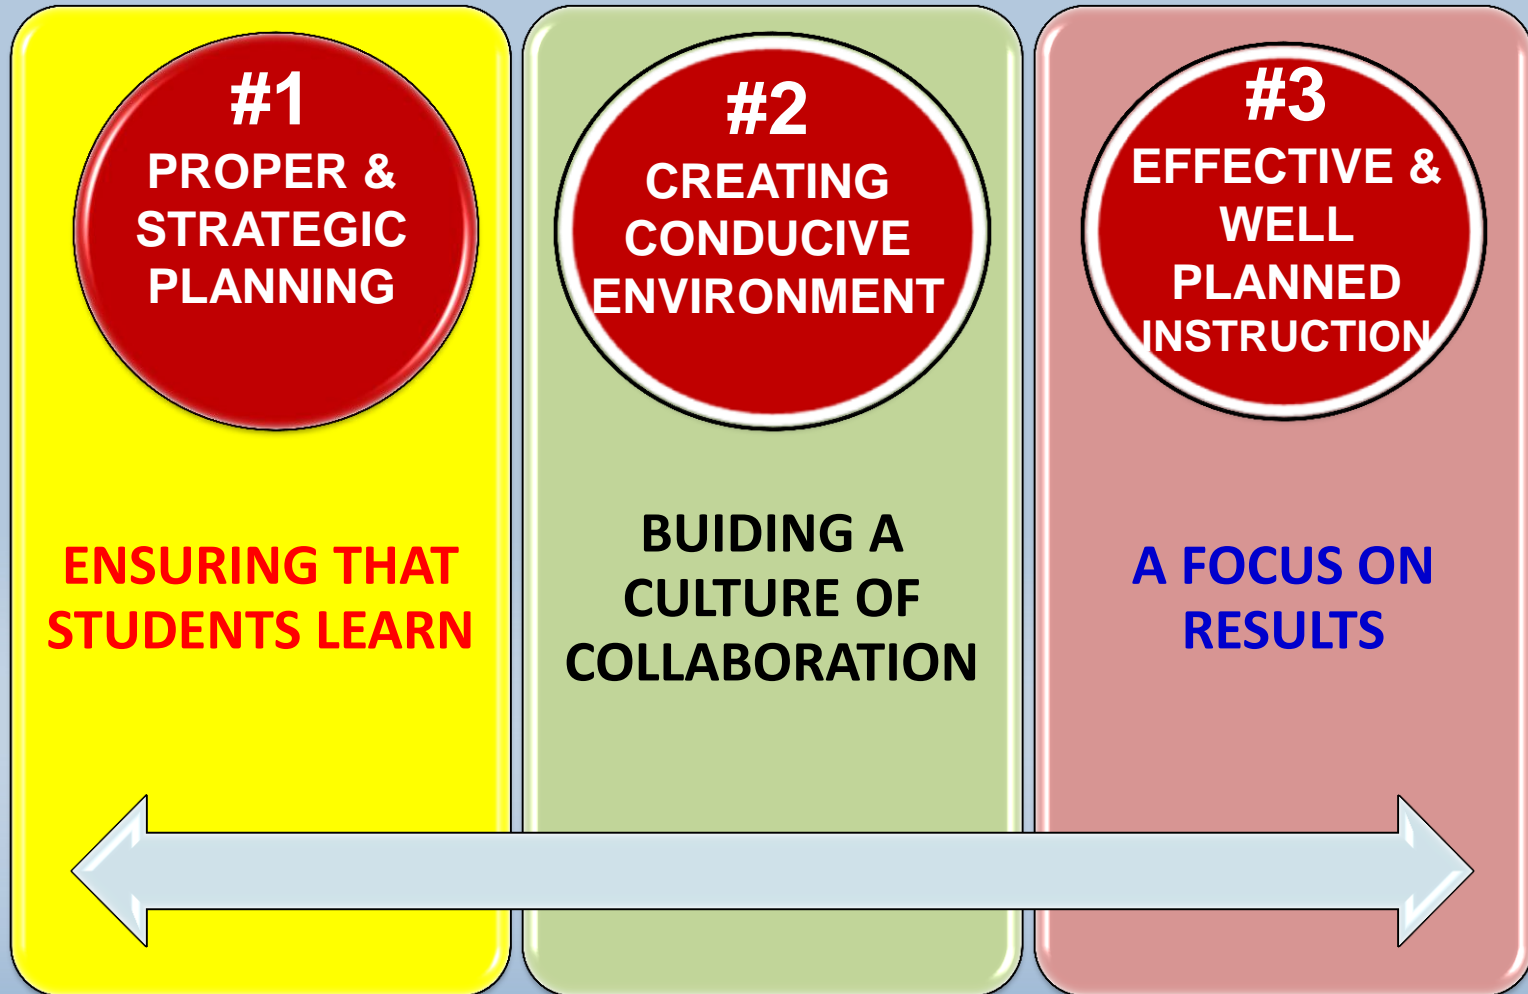 #1
PROPER &
STRATEGIC
PLANNING
ENSURING THAT
STUDENTS LEARN
#2
CREATING
CONDUCIVE
ENVIRONMENT
BUIDING A
CULTURE OF
COLLABORATION
#3
EFFECTIVE &
WELL
PLANNED
INSTRUCTION
A FOCUS ON
RESULTS